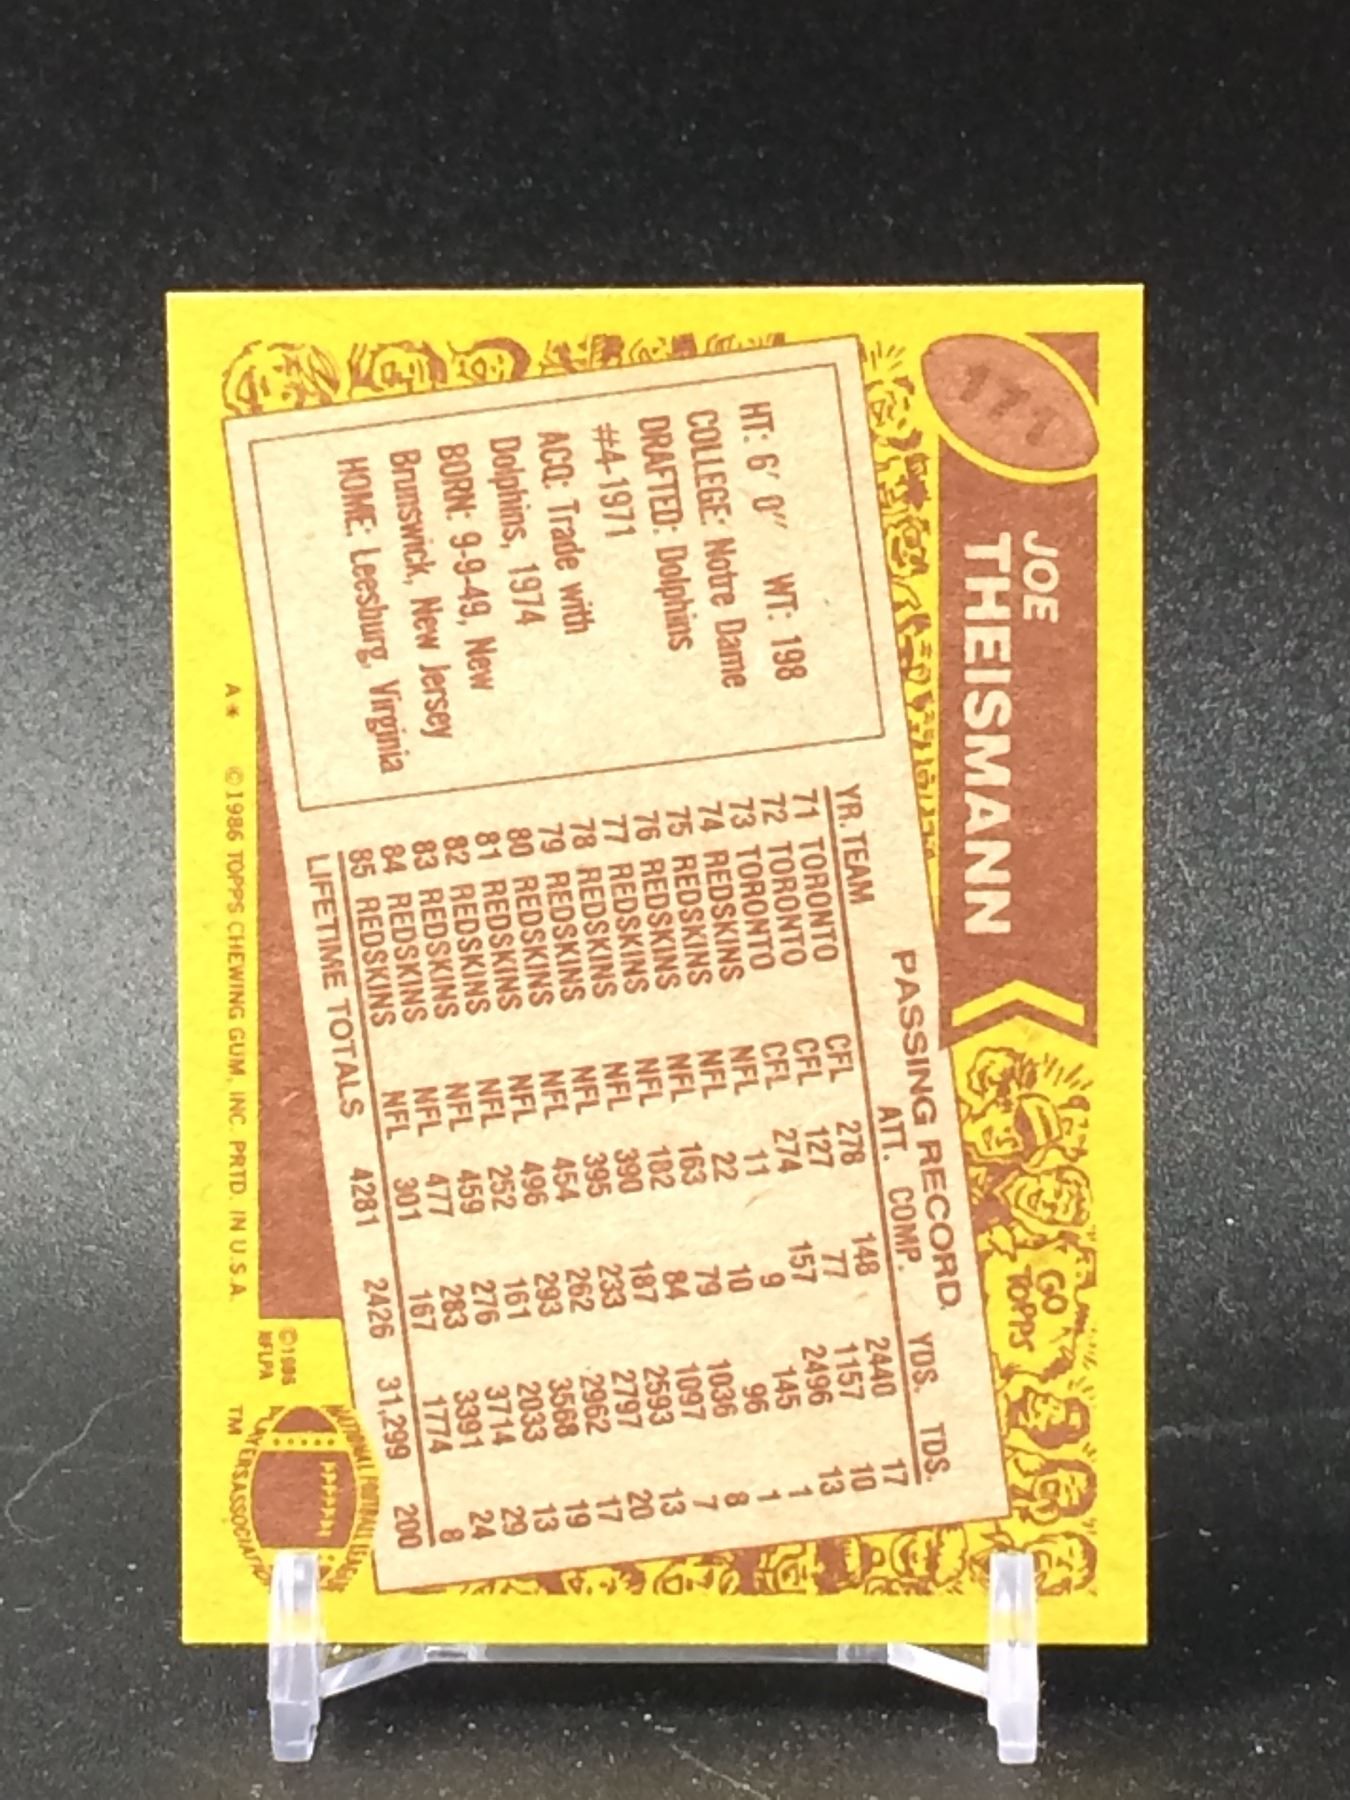 171
JOE
THEISMANN
GO
TOPPS
HT: 6' 0" WT: 198
COLLEGE: Notre Dame
DRAFTED: Dolphins
#4-1971
ACQ: Trade with
Dolphins, 1974
BORN: 9-9-49, New
Brunswick, New Jersey
HOME: Leesburg, Virginia
PASSING RECORD
YR. TEAM ATT. COMP. YDS. TDS.
71 TORONTO CFL 278 148 2440 17
72 TORONTO CFL 127 77 1157 10
73 TORONTO CFL 274 157 2496 13
74 REDSKINS NFL 11 9 145 1
75 REDSKINS NFL 22 10 96 1
76 REDSKINS NFL 163 79 1036 8
77 REDSKINS NFL 182 84 1097 7
78 REDSKINS NFL 390 187 2593 13
79 REDSKINS NFL 395 233 2797 20
80 REDSKINS NFL 454 262 2962 17
81 REDSKINS NFL 496 293 3568 19
82 REDSKINS NFL 252 161 2033 13
83 REDSKINS NFL 459 276 3714 29
84 REDSKINS NFL 477 283 3391 24
85 REDSKINS NFL 301 167 1774 8
LIFETIME TOTALS 4281 2426 31,299 200
©1986
NFLPA
NATIONAL FOOTBALL LEAGUE
PLAYERS ASSOCIATION
TM
A* ©1986 TOPPS CHEWING GUM, INC. PRTD. IN U.S.A.